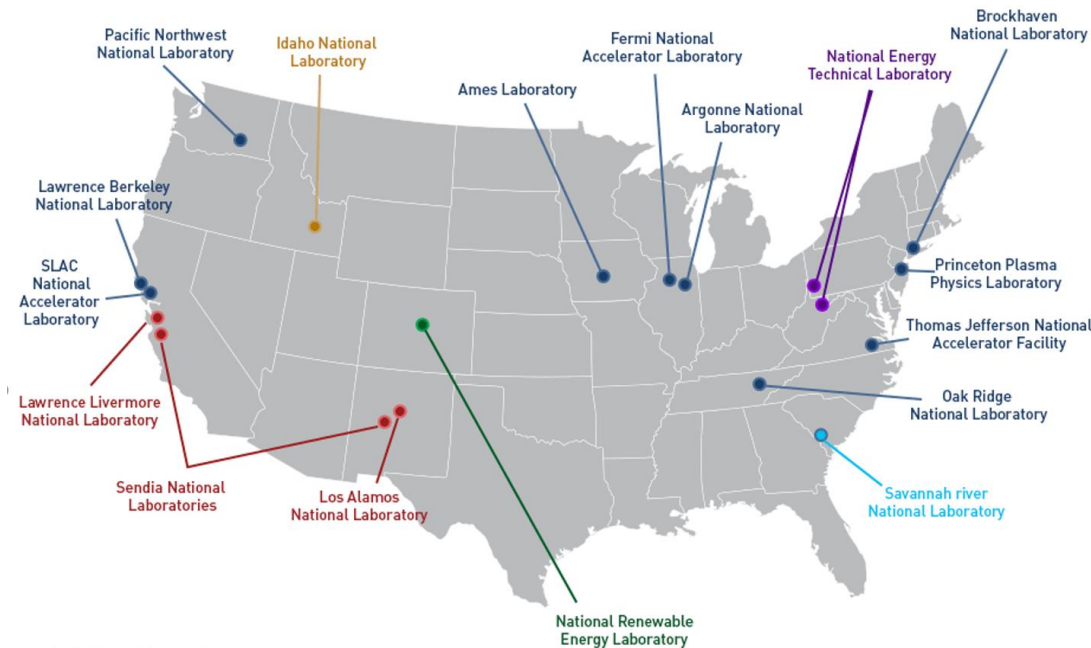 Pacific Northwest
National Laboratory
Idaho National
Laboratory
Ames Laboratory
Fermi National
Accelerator Laboratory
Argonne National
Laboratory
National Energy
Technical Laboratory
Brockhaven
National Laboratory
Lawrence Berkeley
National Laboratory
SLAC
National
Accelerator
Laboratory
Princeton Plasma
Physics Laboratory
Thomas Jefferson National
Accelerator Facility
Lawrence Livermore
National Laboratory
Oak Ridge
National Laboratory
Sendia National
Laboratories
Los Alamos
National Laboratory
Savannah river
National Laboratory
National Renewable
Energy Laboratory